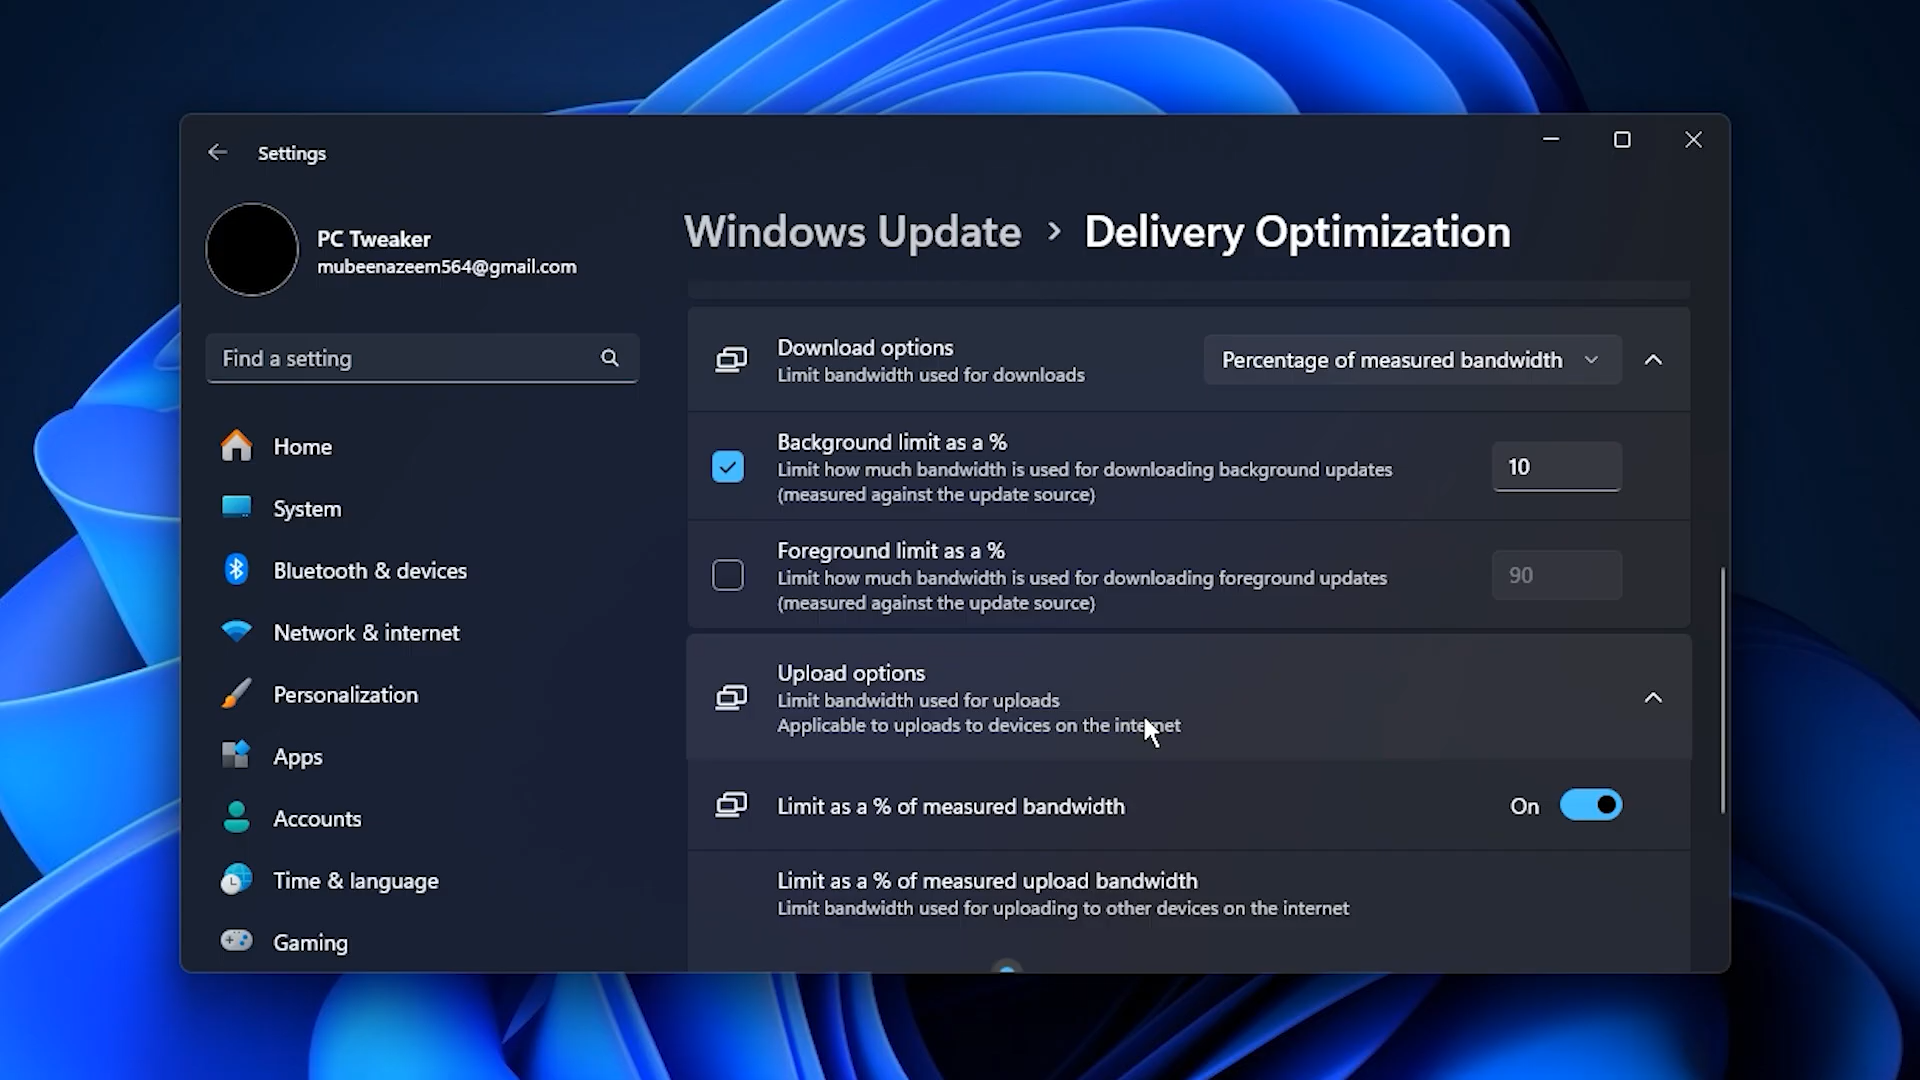 Settings
PC Tweaker
mubeenazeem564@gmail.com
Find a setting
Home
System
Bluetooth & devices
Network & internet
Personalization
Apps
Accounts
Time & language
Gaming
Windows Update > Delivery Optimization
Download options
Limit bandwidth used for downloads
Percentage of measured bandwidth
Background limit as a %
Limit how much bandwidth is used for downloading background updates
(measured against the update source)
10
Foreground limit as a %
Limit how much bandwidth is used for downloading foreground updates
(measured against the update source)
90
Upload options
Limit bandwidth used for uploads
Applicable to uploads to devices on the internet
Limit as a % of measured bandwidth
On
Limit as a % of measured upload bandwidth
Limit bandwidth used for uploading to other devices on the internet